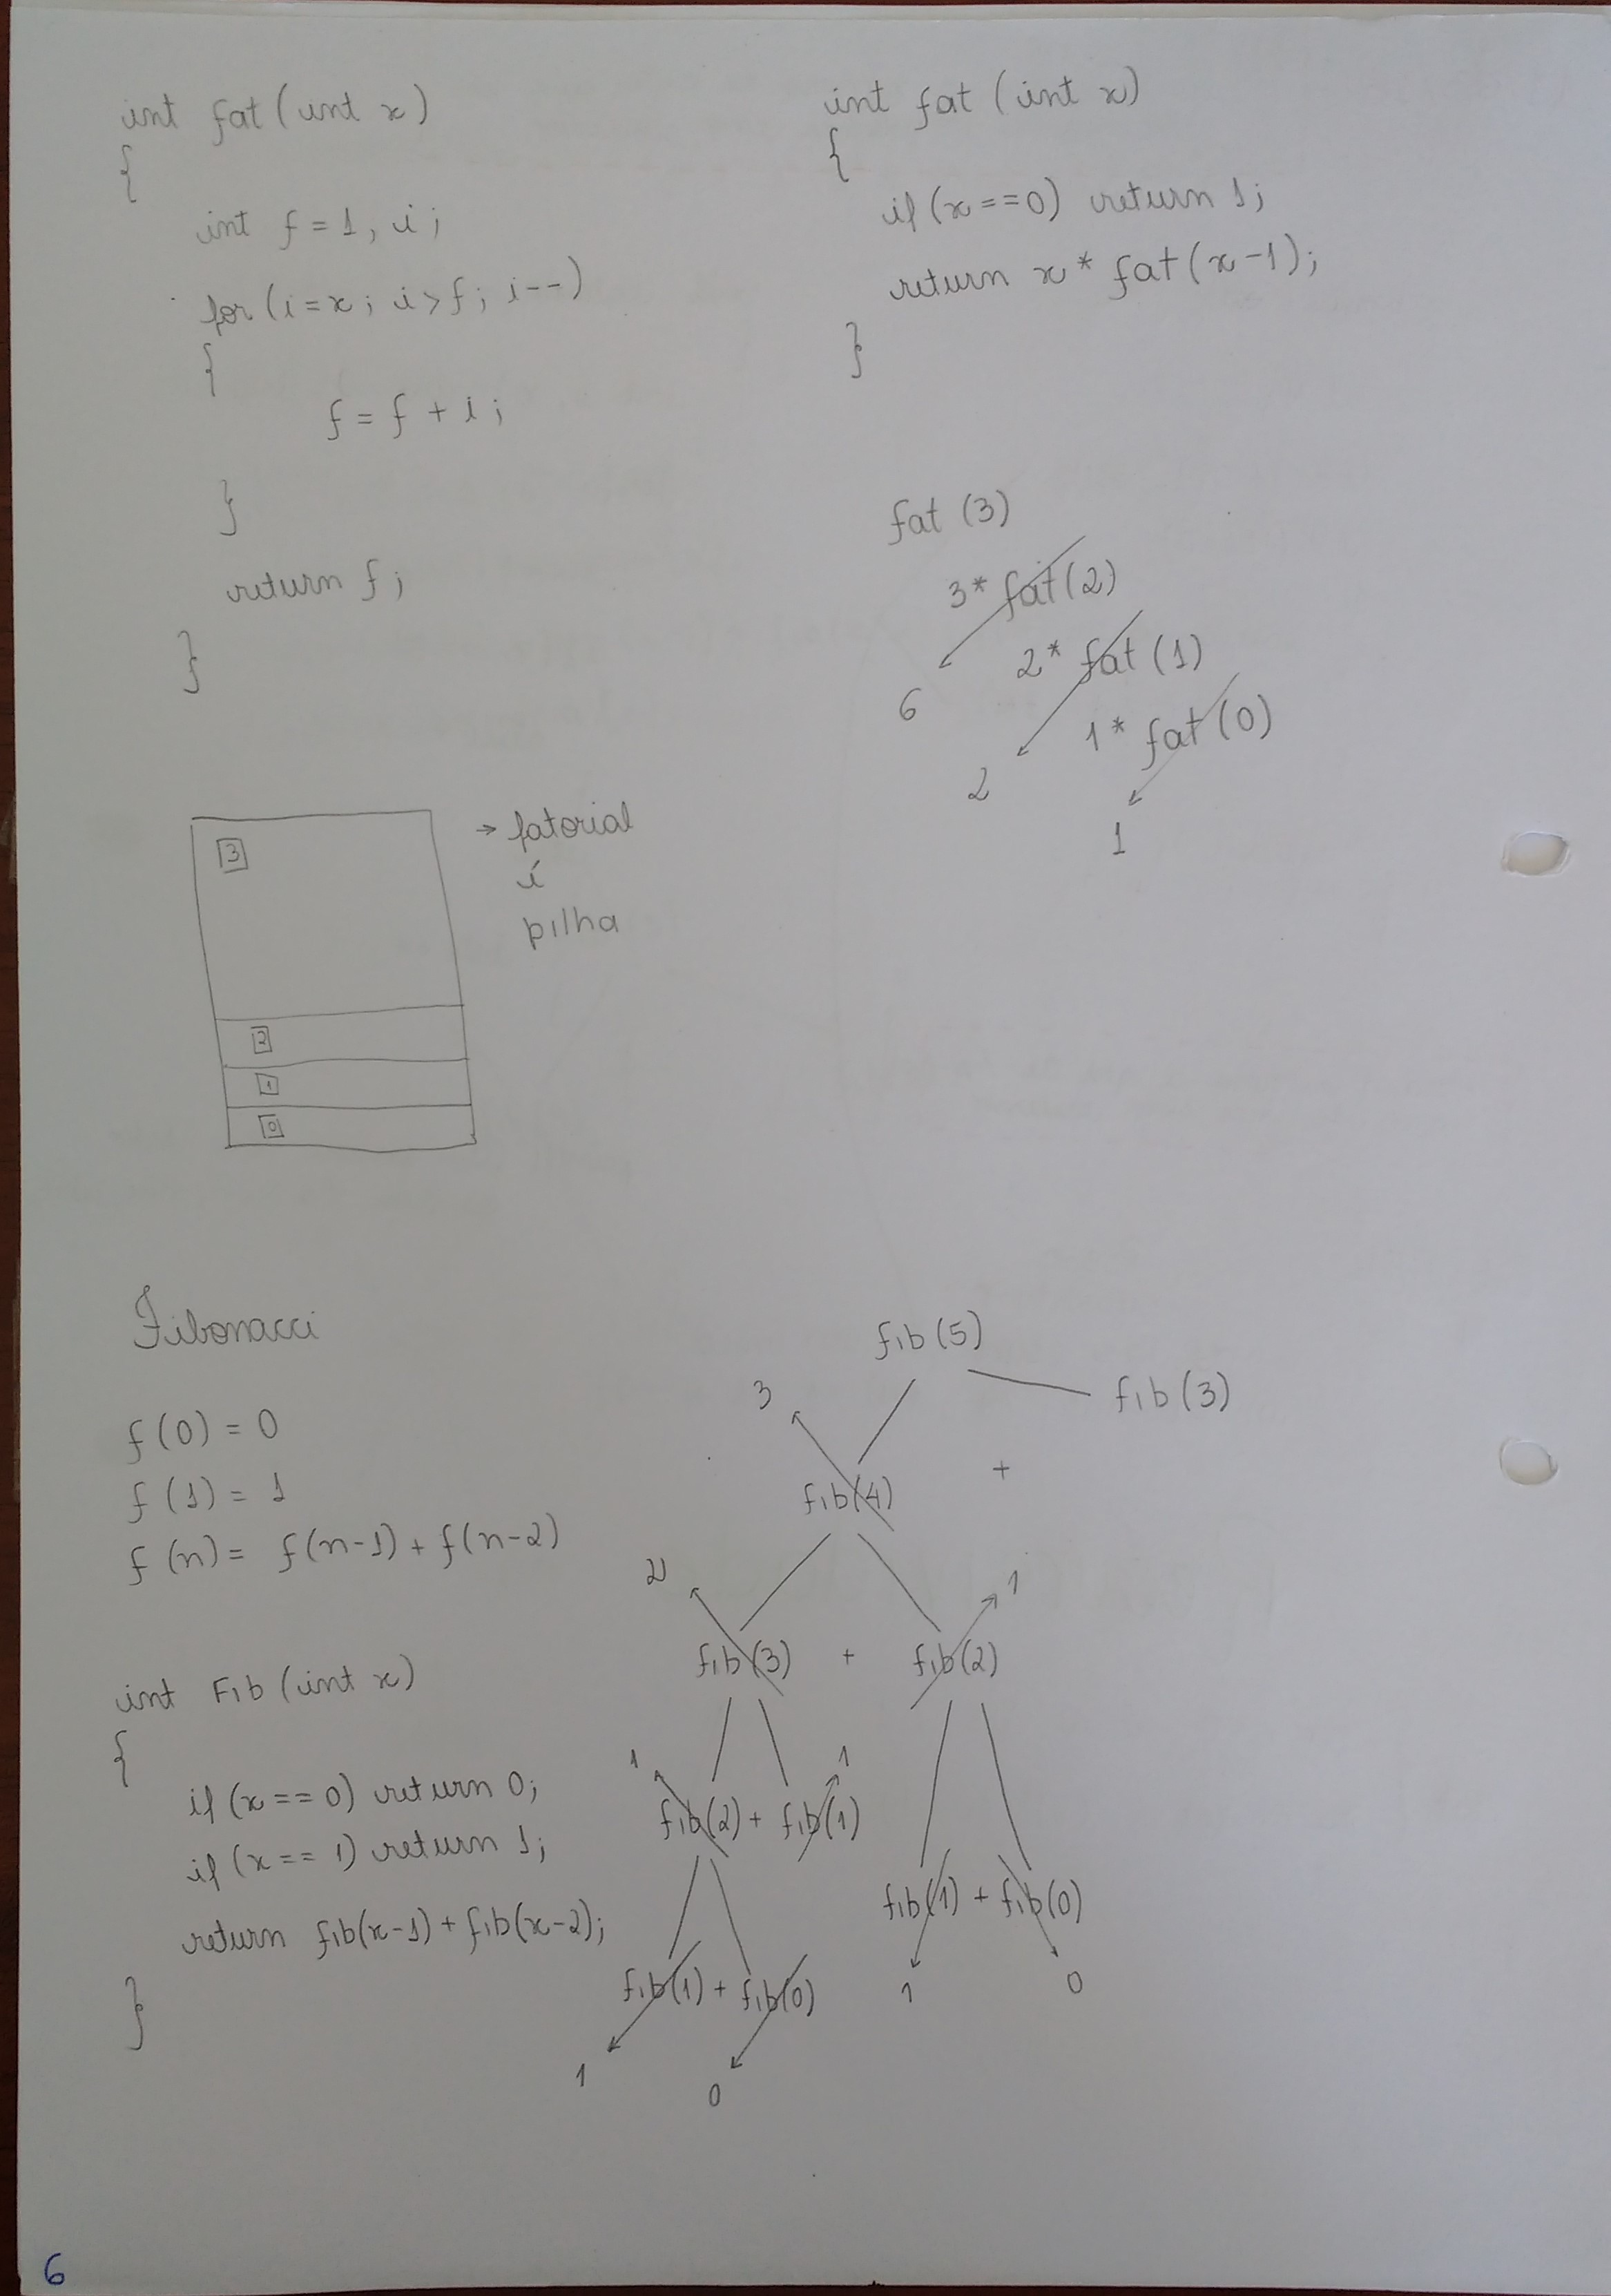 int fat (int x)
{
int f = 1, i ;
for (i = x ; i > f ; i--)
{
f = f + i ;
}
return f ;
}
int fat (int x)
{
if (x == 0) return 1;
return x * fat (x-1);
}
fat (3)
3* fat (2)
2* fat (1)
1* fat (0)
6
2
1
3
2
1
0
→ fatorial
é
pilha
Fibonacci
f (0) = 0
f (1) = 1
f (n) = f(n-1) + f(n-2)
int Fib (int x)
{
if (x == 0) return 0;
if (x == 1) return 1;
return fib(x-1) + fib(x-2);
}
fib (5)
3
fib (3)
fib(4)
+
2
1
fib(3) + fib(2)
1
1
fib(2) + fib(1)
fib(1) + fib(0)
fib(1) + fib(0)
1
0
1
0
6